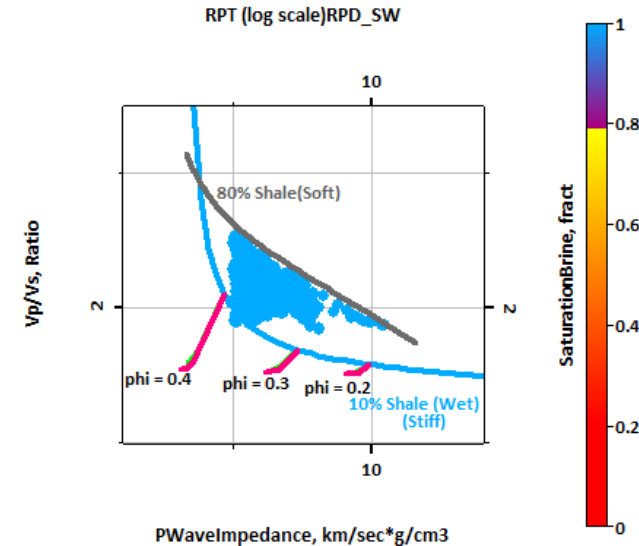 RPT (log scale)RPD_SW
10
1
80% Shale(Soft)
0.8
Vp/Vs, Ratio
2
2
SaturationBrine, fract
0.6
0.4
phi = 0.4
phi = 0.3
phi = 0.2
10% Shale (Wet)
(Stiff)
0.2
10
0
PWaveImpedance, km/sec*g/cm3